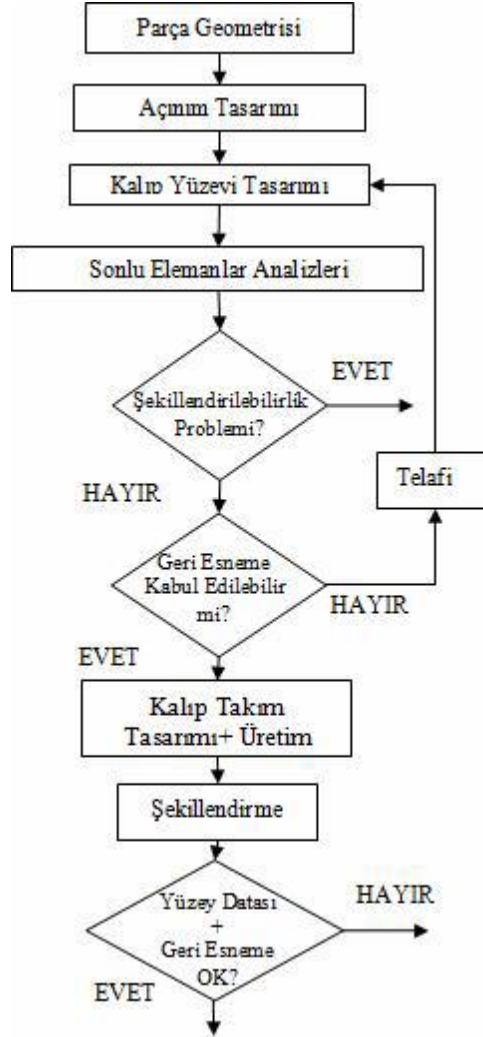 Parça Geometrisi
Açınım Tasarımı
Kalıp Yüzeyi Tasarımı
Sonlu Elemanlar Analizleri
EVET
Şekillendirilebilirlik
Problemi?
HAYIR
Telafi
Geri Esneme
Kabul Edilebilir
mi?
HAYIR
EVET
Kalıp Takım
Tasarımı+ Üretim
Şekillendirme
HAYIR
Yüzey Datası
+
Geri Esneme
OK?
EVET